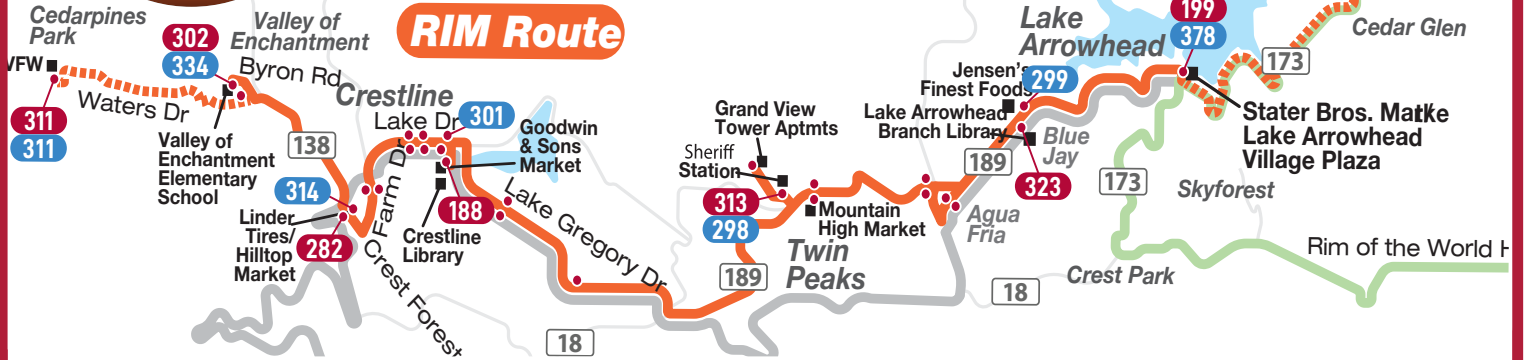 RIM Route
Cedarpines
Park
VFW
311
311
Waters Dr
302
334
Valley of
Enchantment
Byron Rd
Valley of
Enchantment
Elementary
School
138
Crestline
Lake Dr
301
Goodwin
& Sons
Market
314
Linder
Tires/
Hilltop
Market
282
Farm Dr
Crest Forest
188
Crestline
Library
Lake Gregory Dr
18
Grand View
Tower Aptmts
Sheriff
Station
313
298
189
Mountain
High Market
Twin
Peaks
Lake
Arrowhead
199
378
Jensen's
Finest Foods
299
Lake Arrowhead
Branch Library
189
Blue
Jay
323
Agua
Fria
18
Cedar Glen
173
Stater Bros.
Lake Arrowhead
Village Plaza
173
Skyforest
Crest Park
Rim of the World